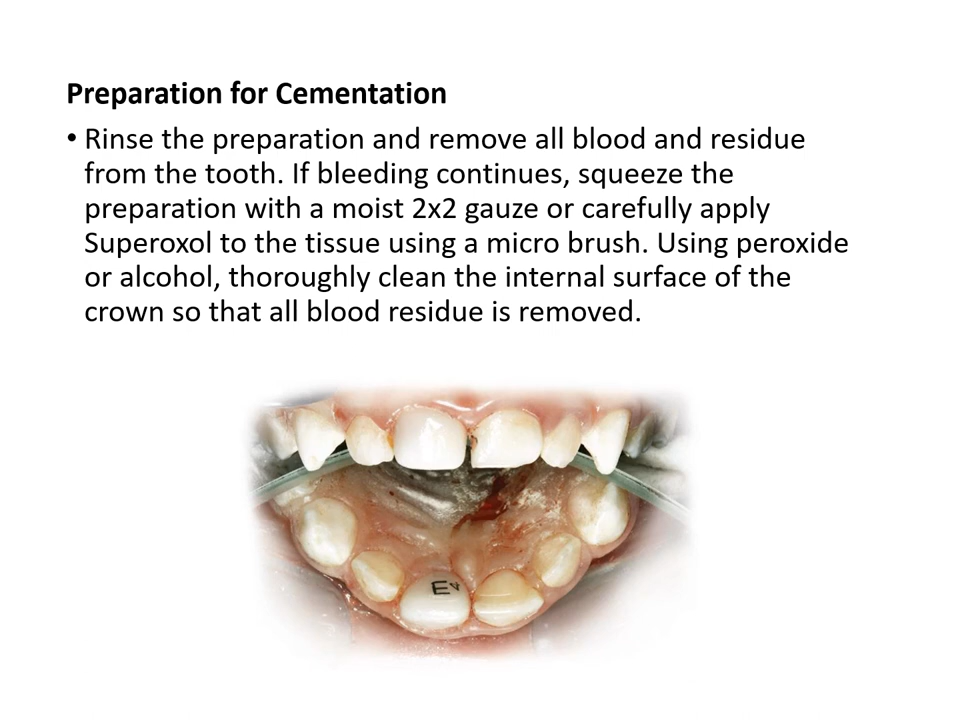 Preparation for Cementation
• Rinse the preparation and remove all blood and residue
from the tooth. If bleeding continues, squeeze the
preparation with a moist 2x2 gauze or carefully apply
Superoxol to the tissue using a micro brush. Using peroxide
or alcohol, thoroughly clean the internal surface of the
crown so that all blood residue is removed.